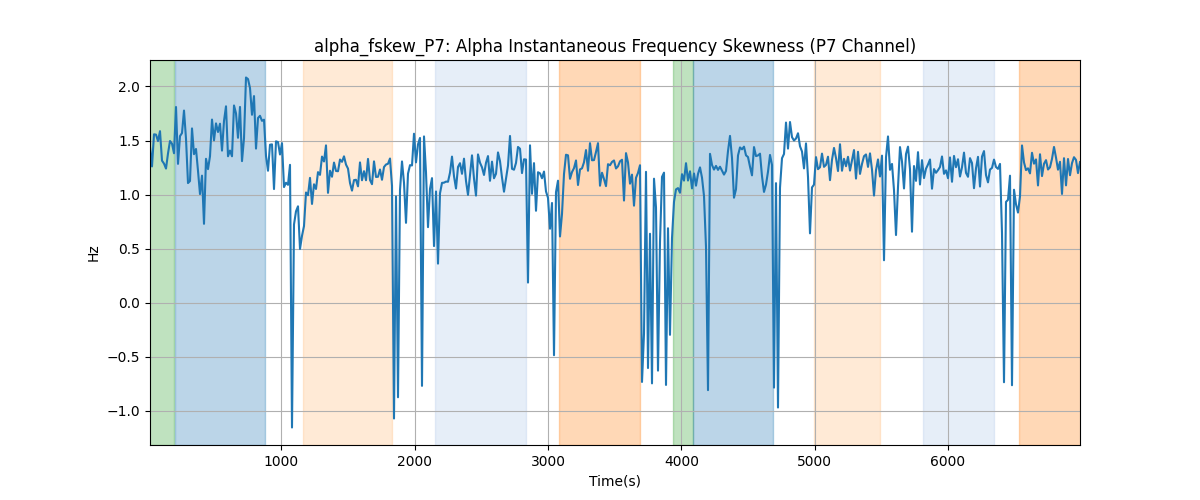 alpha_fskew_P7: Alpha Instantaneous Frequency Skewness (P7 Channel)
2.0
1.5
1.0
0.5
0.0
−0.5
−1.0
Hz
1000 2000 3000 4000 5000 6000
Time(s)